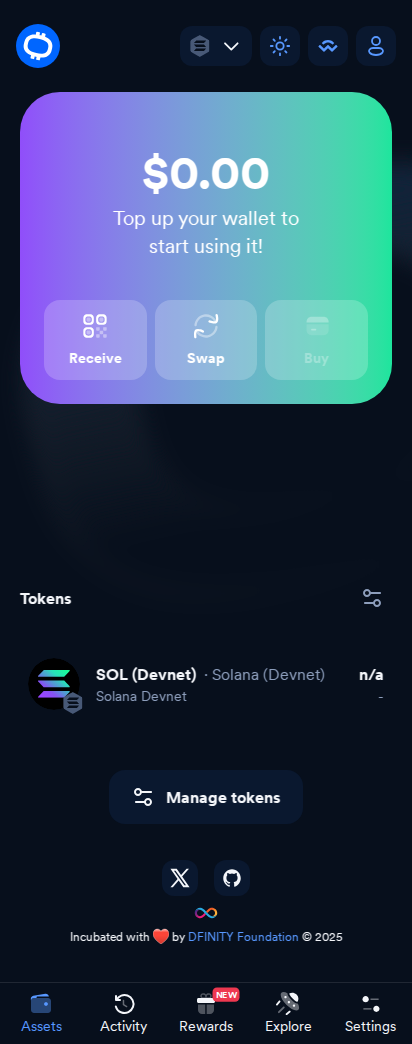 $0.00
Top up your wallet to
start using it!
Receive Swap Buy
Tokens
SOL (Devnet) · Solana (Devnet) n/a
Solana Devnet -
Manage tokens
Incubated with ❤️ by DFINITY Foundation © 2025
NEW
Assets Activity Rewards Explore Settings